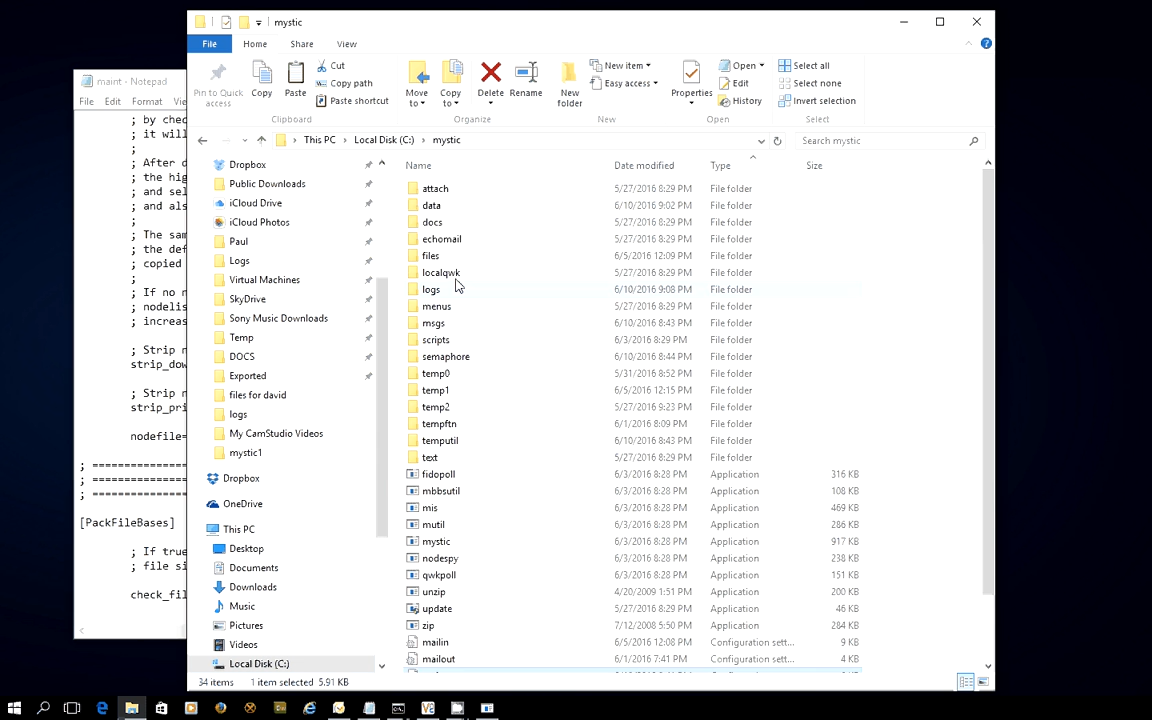 mystic
File Home Share View
Pin to Quick access
Copy
Paste
Cut
Copy path
Paste shortcut
Clipboard
Move to
Copy to
Delete
Rename
Organize
New folder
New item
Easy access
New
Properties
Open
Edit
History
Open
Select all
Select none
Invert selection
Select
This PC Local Disk (C:) mystic
Search mystic
maint - Notepad
File Edit Format
; by chec
; it will
;
; After d
; the hig
; and sel
; and als
;
; The sam
; the def
; copied
;
; If no n
; nodelis
; increas
; Strip n
strip_dow
; Strip n
strip_pri
nodefile=
; ==================
; ==================
; ==================
[PackFileBases]
; If true
; file si
check_fil
Dropbox
Public Downloads
iCloud Drive
iCloud Photos
Paul
Logs
Virtual Machines
SkyDrive
Sony Music Downloads
Temp
DOCS
Exported
files for david
logs
My CamStudio Videos
mystic1
Dropbox
OneDrive
This PC
Desktop
Documents
Downloads
Music
Pictures
Videos
Local Disk (C:)
Name Date modified Type Size
attach 5/27/2016 8:29 PM File folder
data 6/10/2016 9:02 PM File folder
docs 5/27/2016 8:29 PM File folder
echomail 5/27/2016 8:29 PM File folder
files 6/5/2016 12:09 PM File folder
localqwk 5/27/2016 8:29 PM File folder
logs 6/10/2016 9:08 PM File folder
menus 5/27/2016 8:29 PM File folder
msgs 6/10/2016 8:43 PM File folder
scripts 6/3/2016 8:29 PM File folder
semaphore 6/10/2016 8:44 PM File folder
temp0 5/31/2016 8:52 PM File folder
temp1 6/5/2016 12:15 PM File folder
temp2 5/27/2016 9:23 PM File folder
tempftn 6/1/2016 8:09 PM File folder
temputil 6/10/2016 8:43 PM File folder
text 5/27/2016 8:29 PM File folder
fidopoll 6/3/2016 8:28 PM Application 316 KB
mbbsutil 6/3/2016 8:28 PM Application 108 KB
mis 6/3/2016 8:28 PM Application 469 KB
mutil 6/3/2016 8:28 PM Application 286 KB
mystic 6/3/2016 8:28 PM Application 917 KB
nodespy 6/3/2016 8:28 PM Application 238 KB
qwkpoll 6/3/2016 8:28 PM Application 151 KB
unzip 4/20/2009 1:51 PM Application 200 KB
update 5/27/2016 8:29 PM Application 46 KB
zip 7/12/2008 5:50 PM Application 284 KB
mailin 6/5/2016 12:08 PM Configuration sett... 9 KB
mailout 6/1/2016 7:41 PM Configuration sett... 4 KB
34 items 1 item selected 5.91 KB